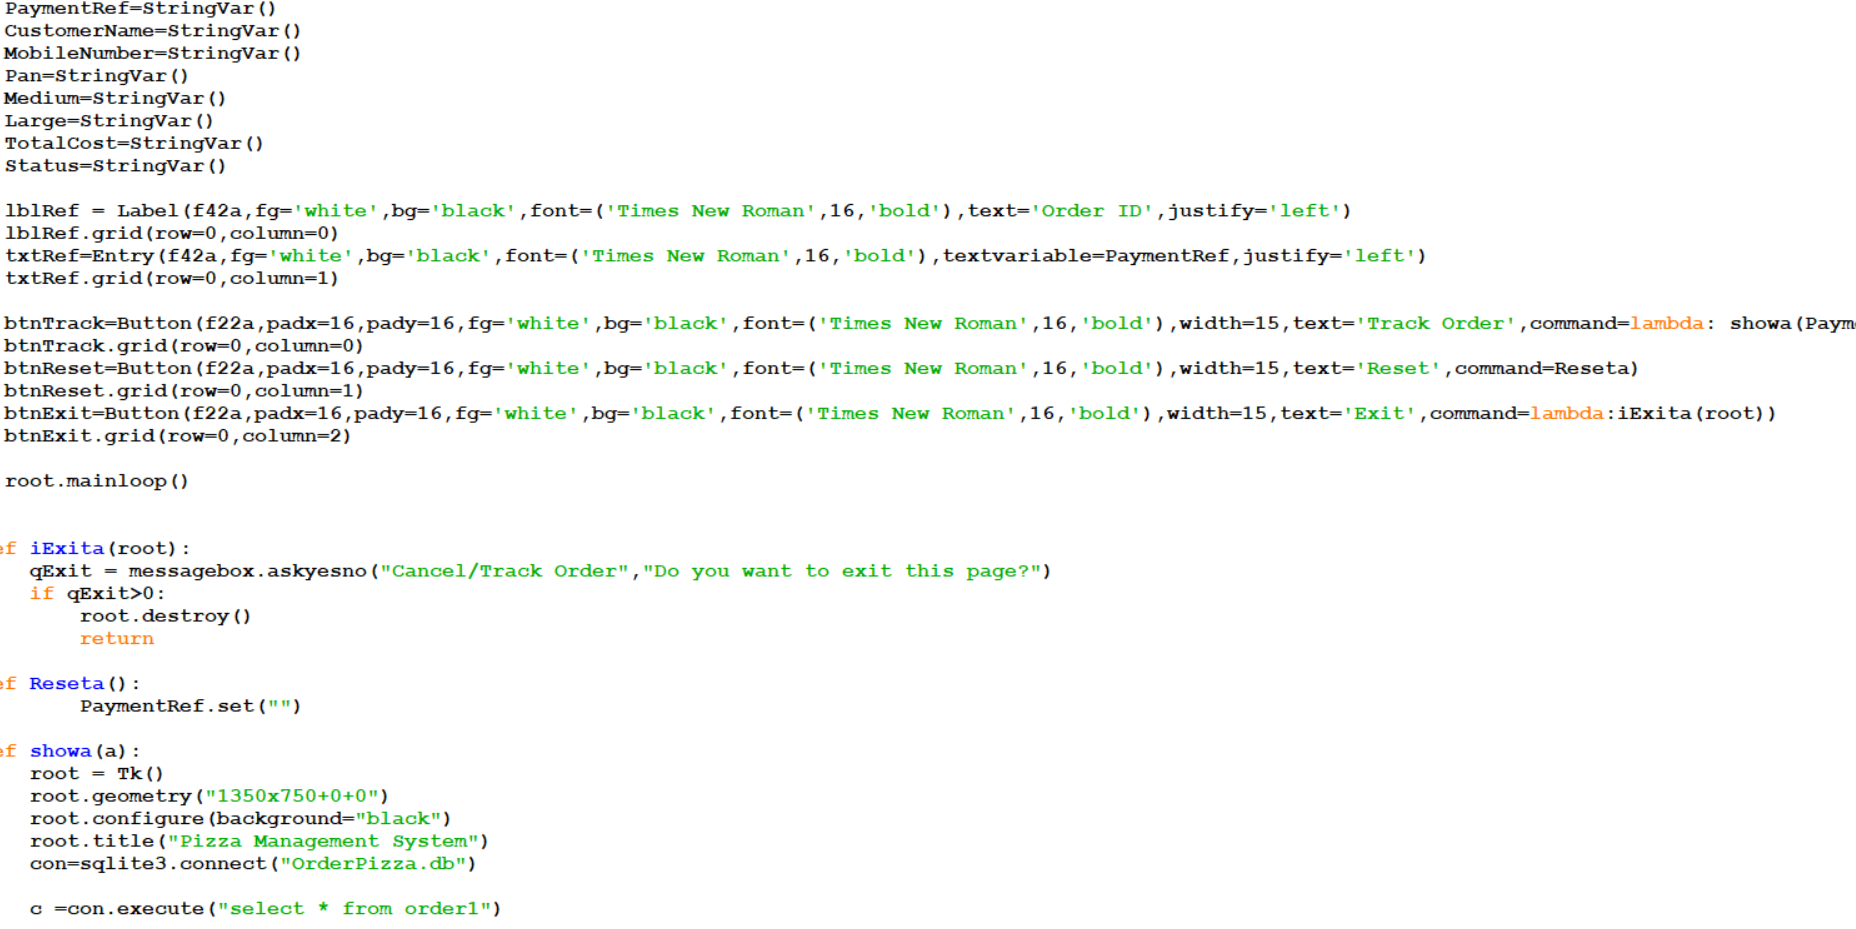 PaymentRef=StringVar()
CustomerName=StringVar()
MobileNumber=StringVar()
Pan=StringVar()
Medium=StringVar()
Large=StringVar()
TotalCost=StringVar()
Status=StringVar()
lblRef = Label(f42a,fg='white',bg='black',font=('Times New Roman',16,'bold'),text='Order ID',justify='left')
lblRef.grid(row=0,column=0)
txtRef=Entry(f42a,fg='white',bg='black',font=('Times New Roman',16,'bold'),textvariable=PaymentRef,justify='left')
txtRef.grid(row=0,column=1)
btnTrack=Button(f22a,padx=16,pady=16,fg='white',bg='black',font=('Times New Roman',16,'bold'),width=15,text='Track Order',command=lambda: showa(Paym
btnTrack.grid(row=0,column=0)
btnReset=Button(f22a,padx=16,pady=16,fg='white',bg='black',font=('Times New Roman',16,'bold'),width=15,text='Reset',command=Reseta)
btnReset.grid(row=0,column=1)
btnExit=Button(f22a,padx=16,pady=16,fg='white',bg='black',font=('Times New Roman',16,'bold'),width=15,text='Exit',command=lambda:iExita(root))
btnExit.grid(row=0,column=2)
root.mainloop()
ef iExita(root):
qExit = messagebox.askyesno("Cancel/Track Order","Do you want to exit this page?")
if qExit>0:
root.destroy()
return
ef Reseta():
PaymentRef.set("")
ef showa(a):
root = Tk()
root.geometry("1350x750+0+0")
root.configure(background="black")
root.title("Pizza Management System")
con=sqlite3.connect("OrderPizza.db")
c =con.execute("select * from order1")